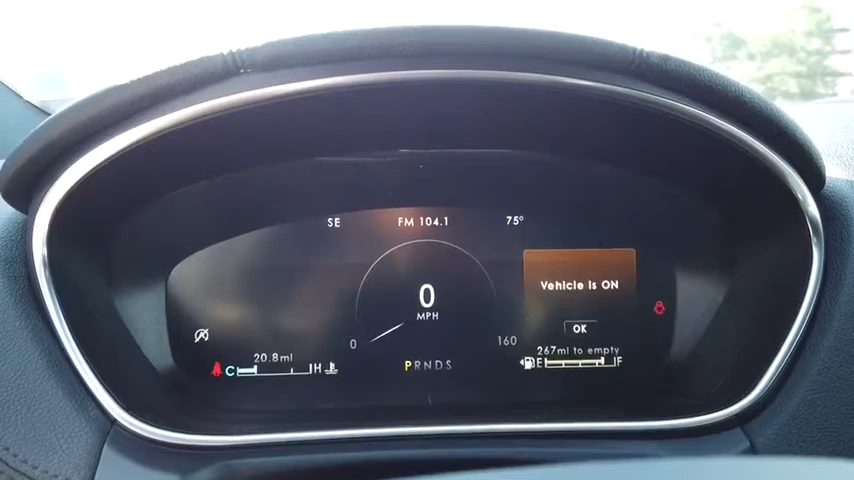 SE FM 104.1 75°
Vehicle is ON
0
MPH
OK
0 160
20.8mi 267mi to empty
C H E F
PRNDS